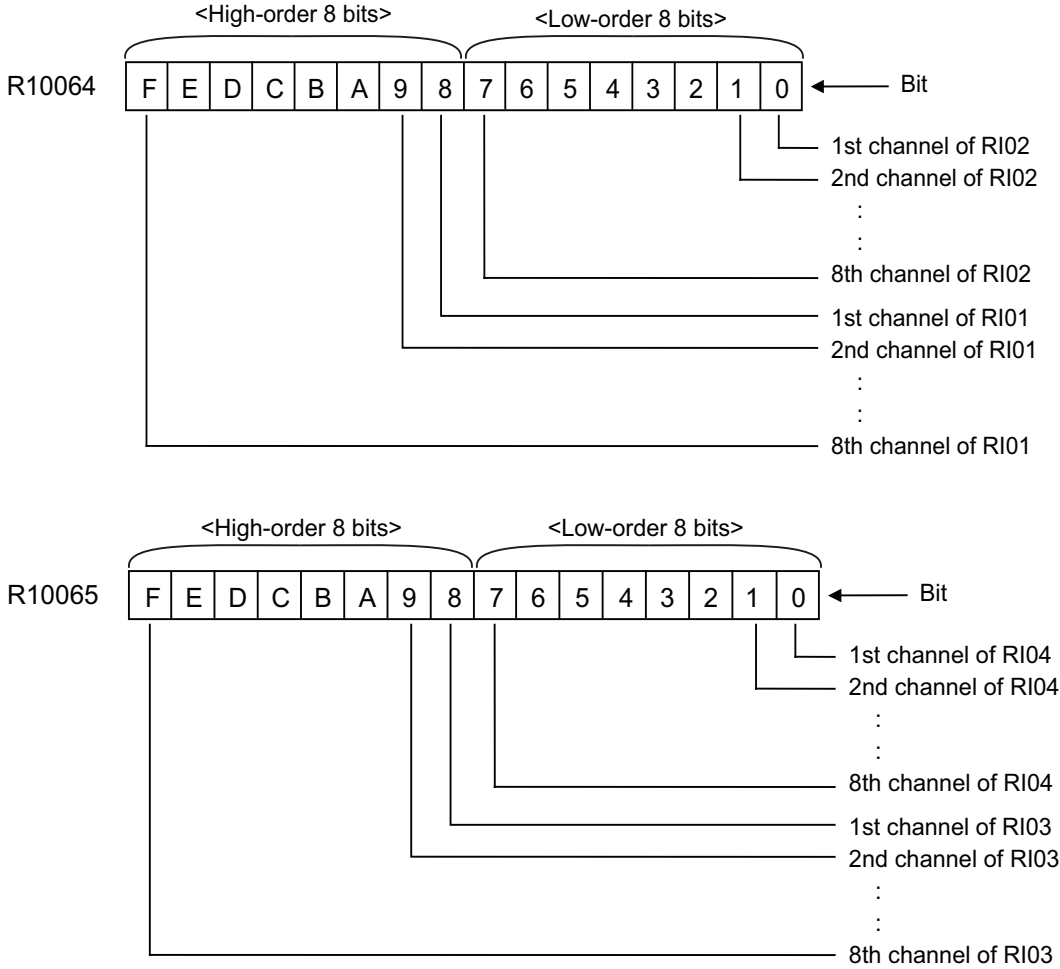 <High-order 8 bits> <Low-order 8 bits>
R10064 F E D C B A 9 8 7 6 5 4 3 2 1 0 Bit
1st channel of RI02
2nd channel of RI02
:
:
8th channel of RI02
1st channel of RI01
2nd channel of RI01
:
:
8th channel of RI01
<High-order 8 bits> <Low-order 8 bits>
R10065 F E D C B A 9 8 7 6 5 4 3 2 1 0 Bit
1st channel of RI04
2nd channel of RI04
:
:
8th channel of RI04
1st channel of RI03
2nd channel of RI03
:
:
8th channel of RI03